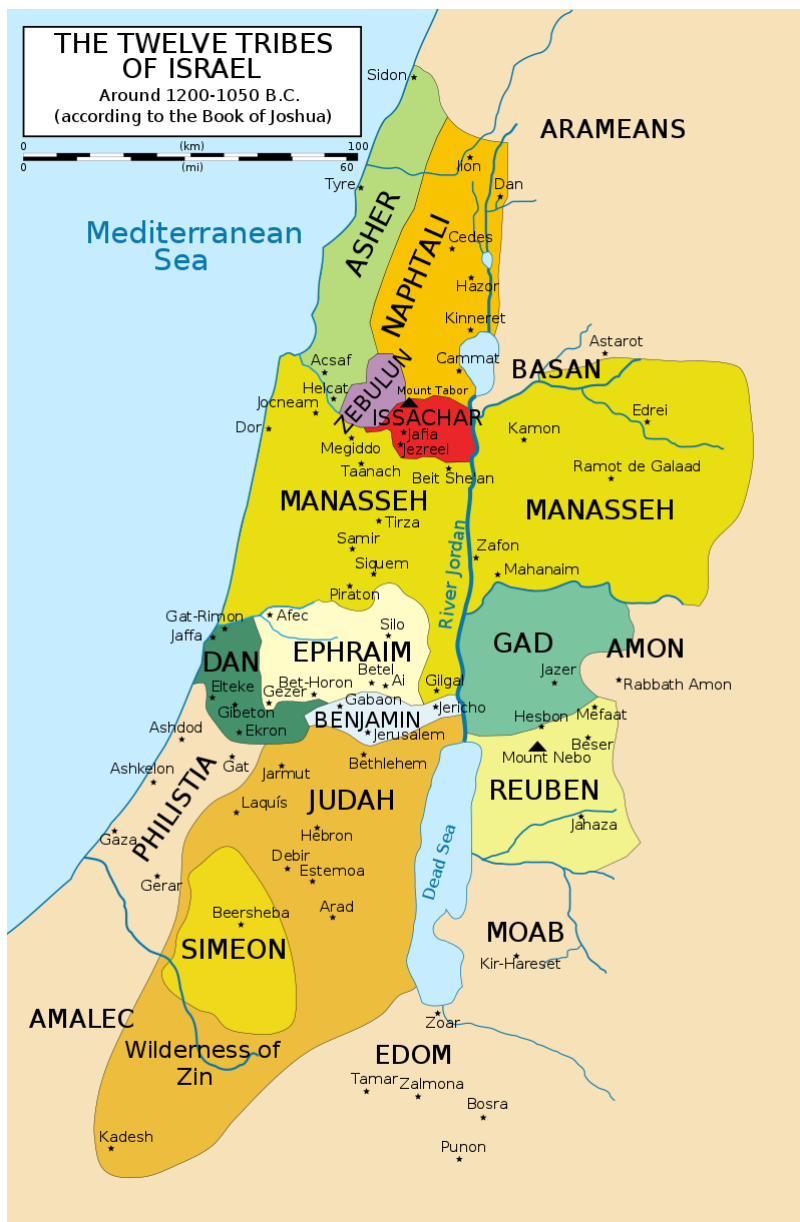 THE TWELVE TRIBES
OF ISRAEL
Around 1200-1050 B.C.
(according to the Book of Joshua)
0 (km) 100
0 (mi) 60
Sidon
ARAMEANS
Ijon
Tyre
Dan
ASHER
Mediterranean
Sea
NAPHTALI
Cedes
Hazor
Kinneret
Astarot
Acsaf
Cammat
BASAN
ZEBULUN
Mount Tabor
Helcat
Jocneam
ISSACHAR
Edrei
Dor
Jafia
Kamon
Megiddo
Jezreel
Taanach
Beit Shean
Ramot de Galaad
MANASSEH
MANASSEH
Tirza
Samir
River Jordan
Zafon
Siquem
Mahanaim
Piraton
Gat-Rimon
Afec
Jaffa
Silo
GAD
AMON
DAN
EPHRAIM
Betel
Jazer
Elteke
Bet-Horon
Ai
Gilgal
Rabbath Amon
Gezer
Gabaon
Jericho
Gibeton
BENJAMIN
Hesbon
Mefaat
Ashdod
Ekron
Jerusalem
Beser
Gat
Bethlehem
Mount Nebo
Ashkelon
Jarmut
PHILISTIA
Laquís
JUDAH
REUBEN
Gaza
Hebron
Jahaza
Debir
Dead Sea
Gerar
Estemoa
Beersheba
Arad
SIMEON
MOAB
Kir-Hareset
AMALEC
Zoar
Wilderness of
Zin
EDOM
Tamar
Zalmona
Bosra
Kadesh
Punon